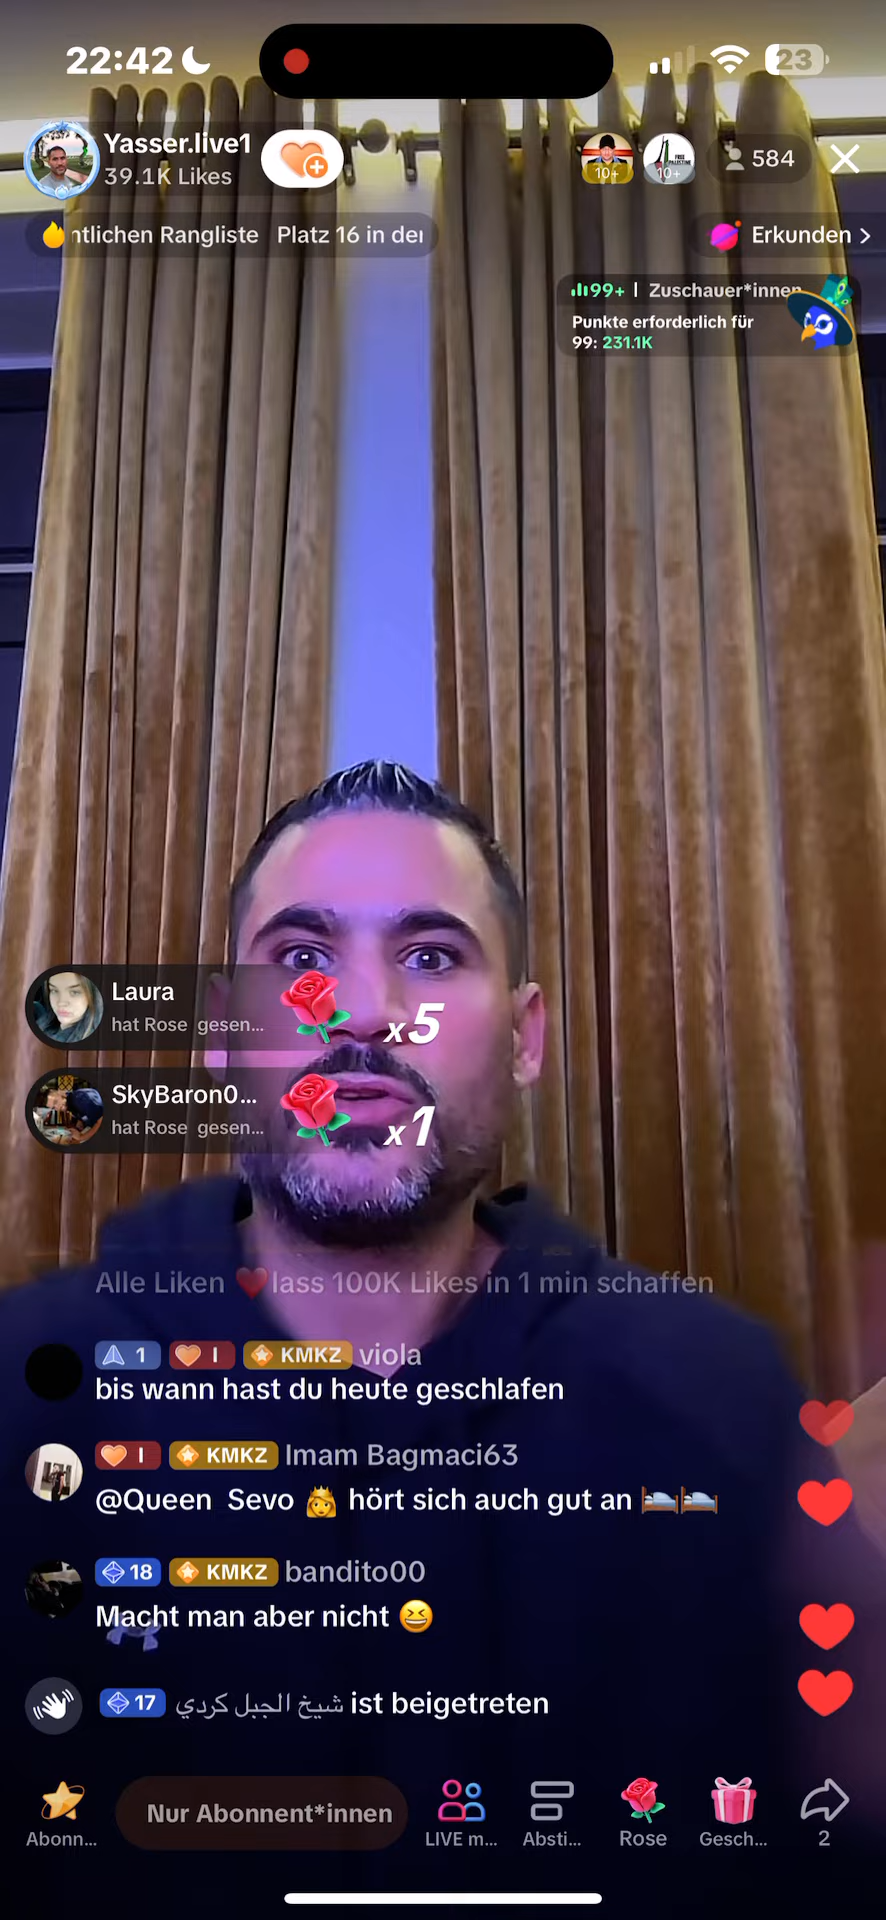 22:42
23
Yasser.live1
39.1K Likes
10+
FREE PALESTINE
10+
584
ntlichen Rangliste Platz 16 in der
Erkunden >
99+ | Zuschauer*innen
Punkte erforderlich für
99: 231.1K
Laura
hat Rose gesen...
x5
SkyBaron0...
hat Rose gesen...
x1
Alle Liken ❤️lass 100K Likes in 1 min schaffen
1 I KMKZ viola
bis wann hast du heute geschlafen
I KMKZ Imam Bagmaci63
@Queen Sevo 👸 hört sich auch gut an 🛌🛌
18 KMKZ bandito00
Macht man aber nicht 😆
17 شيخ الجبل كردي ist beigetreten
Abonn...
Nur Abonnent*innen
LIVE m...
Absti...
Rose
Gesch...
2